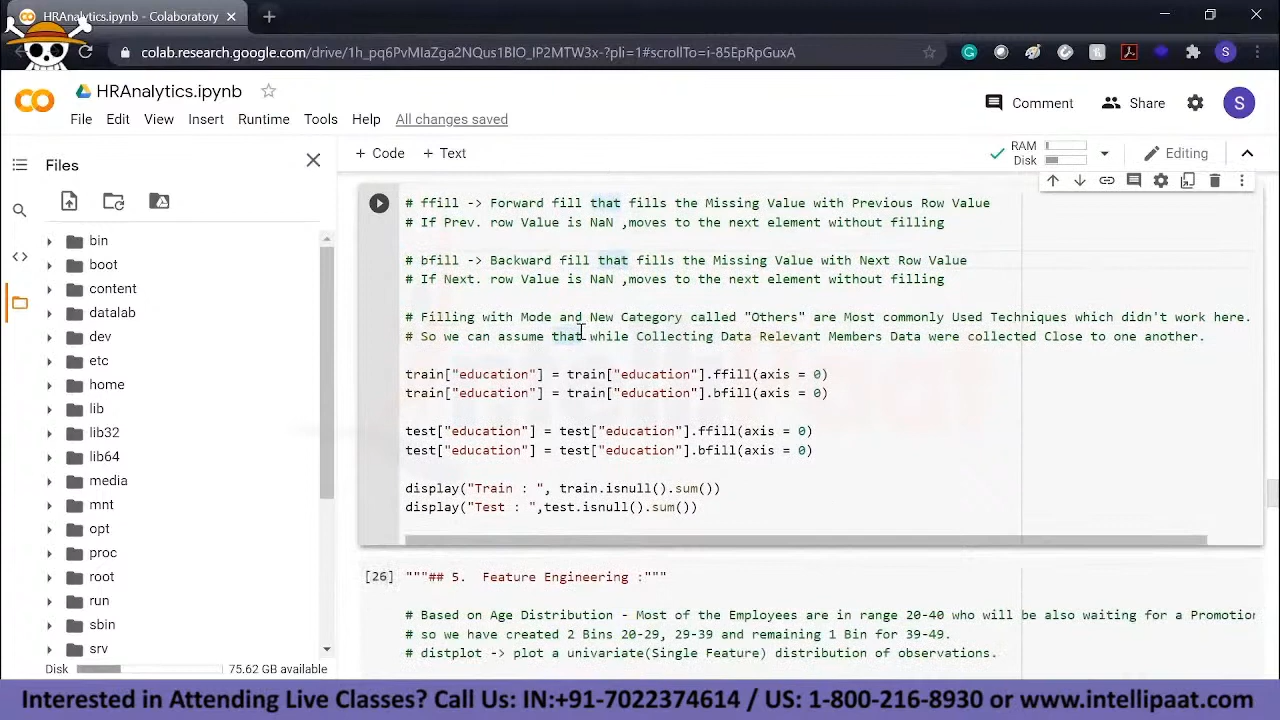 HRAnalytics.ipynb - Colaboratory
colab.research.google.com/drive/1h_pq6PvMIaZga2NQus1BIO_IP2MTW3x-?pli=1#scrollTo=i-85EphpGuxA
S
HRAnalytics.ipynb
Comment
Share
S
File Edit View Insert Runtime Tools Help All changes saved
Files
+ Code + Text
RAM
Disk
Editing
bin
boot
content
datalab
dev
etc
home
lib
lib32
lib64
media
mnt
opt
proc
root
run
sbin
srv
Disk 75.62 GB available
# ffill -> Forward fill that fills the Missing Value with Previous Row Value
# If Prev. row Value is NaN ,moves to the next element without filling
# bfill -> Backward fill that fills the Missing Value with Next Row Value
# If Next. row Value is NaN ,moves to the next element without filling
# Filling with Mode and New Category called "Others" are Most commonly Used Techniques which didn't work here.
# So we can assume that while Collecting Data Relevant Members Data were collected Close to one another.
train["education"] = train["education"].ffill(axis = 0)
train["education"] = train["education"].bfill(axis = 0)
test["education"] = test["education"].ffill(axis = 0)
test["education"] = test["education"].bfill(axis = 0)
display("Train : ", train.isnull().sum())
display("Test : ",test.isnull().sum())
[26] """## 5. Feature Engineering :"""
# Based on Age Distribution - Most of the Employees are in range 20-40 who will be also waiting for a Promotion
# so we have created 2 Bins 20-29, 29-39 and remaining 1 Bin for 39-49.
# distplot -> plot a univariate(Single Feature) distribution of observations.
Interested in Attending Live Classes? Call Us: IN:+91-7022374614 / US: 1-800-216-8930 or www.intellipaat.com